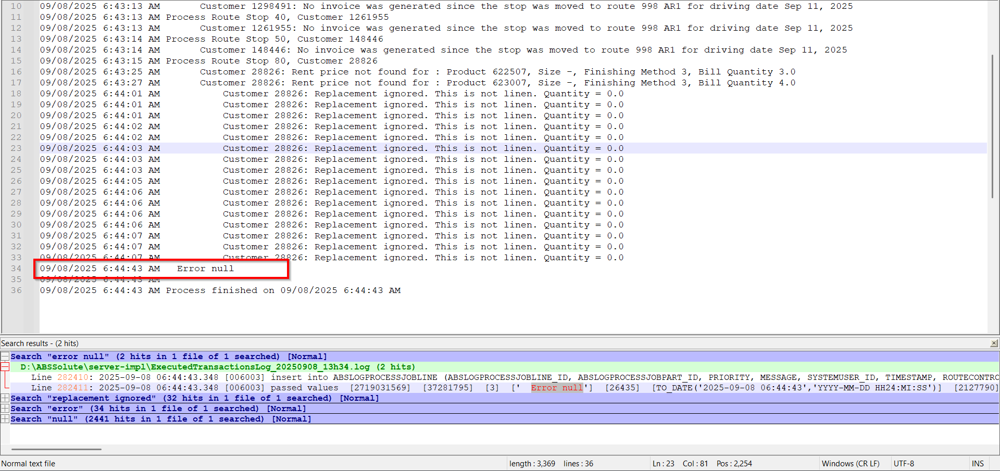 10 09/08/2025 6:43:13 AM Customer 1298491: No invoice was generated since the stop was moved to route 998 AR1 for driving date Sep 11, 2025
11 09/08/2025 6:43:13 AM Process Route Stop 40, Customer 1261955
12 09/08/2025 6:43:13 AM Customer 1261955: No invoice was generated since the stop was moved to route 998 AR1 for driving date Sep 11, 2025
13 09/08/2025 6:43:14 AM Process Route Stop 50, Customer 148446
14 09/08/2025 6:43:14 AM Customer 148446: No invoice was generated since the stop was moved to route 998 AR1 for driving date Sep 11, 2025
15 09/08/2025 6:43:15 AM Process Route Stop 80, Customer 28826
16 09/08/2025 6:43:25 AM Customer 28826: Rent price not found for : Product 622507, Size -, Finishing Method 3, Bill Quantity 3.0
17 09/08/2025 6:43:27 AM Customer 28826: Rent price not found for : Product 623007, Size -, Finishing Method 3, Bill Quantity 4.0
18 09/08/2025 6:44:01 AM Customer 28826: Replacement ignored. This is not linen. Quantity = 0.0
19 09/08/2025 6:44:01 AM Customer 28826: Replacement ignored. This is not linen. Quantity = 0.0
20 09/08/2025 6:44:01 AM Customer 28826: Replacement ignored. This is not linen. Quantity = 0.0
21 09/08/2025 6:44:02 AM Customer 28826: Replacement ignored. This is not linen. Quantity = 0.0
22 09/08/2025 6:44:02 AM Customer 28826: Replacement ignored. This is not linen. Quantity = 0.0
23 09/08/2025 6:44:03 AM Customer 28826: Replacement ignored. This is not linen. Quantity = 0.0
24 09/08/2025 6:44:03 AM Customer 28826: Replacement ignored. This is not linen. Quantity = 0.0
25 09/08/2025 6:44:03 AM Customer 28826: Replacement ignored. This is not linen. Quantity = 0.0
26 09/08/2025 6:44:05 AM Customer 28826: Replacement ignored. This is not linen. Quantity = 0.0
27 09/08/2025 6:44:06 AM Customer 28826: Replacement ignored. This is not linen. Quantity = 0.0
28 09/08/2025 6:44:06 AM Customer 28826: Replacement ignored. This is not linen. Quantity = 0.0
29 09/08/2025 6:44:06 AM Customer 28826: Replacement ignored. This is not linen. Quantity = 0.0
30 09/08/2025 6:44:06 AM Customer 28826: Replacement ignored. This is not linen. Quantity = 0.0
31 09/08/2025 6:44:07 AM Customer 28826: Replacement ignored. This is not linen. Quantity = 0.0
32 09/08/2025 6:44:07 AM Customer 28826: Replacement ignored. This is not linen. Quantity = 0.0
33 09/08/2025 6:44:07 AM Customer 28826: Replacement ignored. This is not linen. Quantity = 0.0
34 09/08/2025 6:44:43 AM Error null
35 09/08/2025 6:44:43 AM
36 09/08/2025 6:44:43 AM Process finished on 09/08/2025 6:44:43 AM
Search results - (2 hits)
Search "error null" (2 hits in 1 file of 1 searched) [Normal]
D:\ABSSolute\server-impl\ExecutedTransactionsLog_20250908_13h34.log (2 hits)
Line 282410: 2025-09-08 06:44:43.348 [006003] insert into ABSLOGPROCESSJOBLINE (ABSLOGPROCESSJOBLINE_ID, ABSLOGPROCESSJOBPART_ID, PRIORITY, MESSAGE, SYSTEMUSER_ID, TIMESTAMP, ROUTECONTRO
Line 282411: 2025-09-08 06:44:43.348 [006003] passed values [2719031569] [37281795] [3] [' Error null'] [26435] [TO_DATE('2025-09-08 06:44:43','YYYY-MM-DD HH24:MI:SS')] [2127790]
Search "replacement ignored" (32 hits in 1 file of 1 searched) [Normal]
Search "error" (34 hits in 1 file of 1 searched) [Normal]
Search "null" (2441 hits in 1 file of 1 searched) [Normal]
Normal text file length : 3,369 lines : 36 Ln : 23 Col : 81 Pos : 2,254 Windows (CR LF) UTF-8 INS